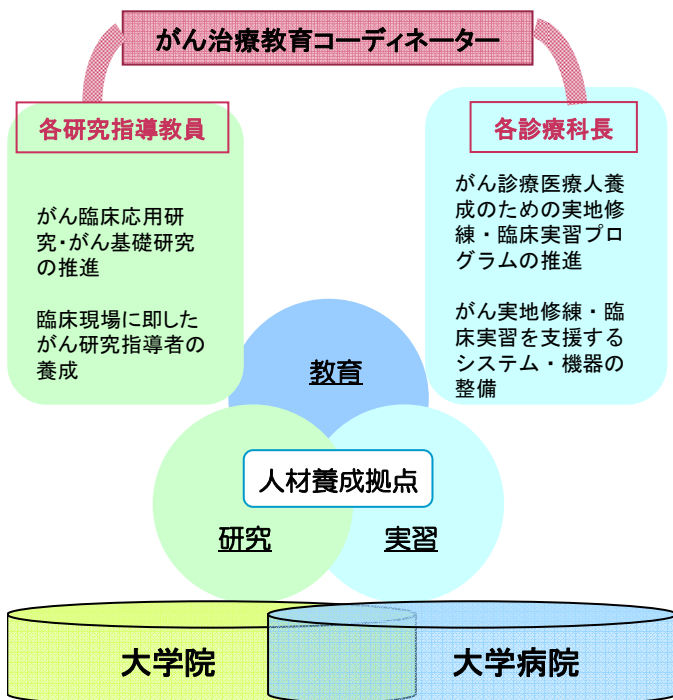 がん治療教育コーディネーター
各研究指導教員
がん臨床応用研
究・がん基礎研究
の推進
臨床現場に即した
がん研究指導者の
養成
各診療科長
がん診療医療人養
成のための実地修
練・臨床実習プロ
グラムの推進
がん実地修練・臨
床実習を支援する
システム・機器の
整備
教育
人材養成拠点
研究
実習
大学院
大学病院